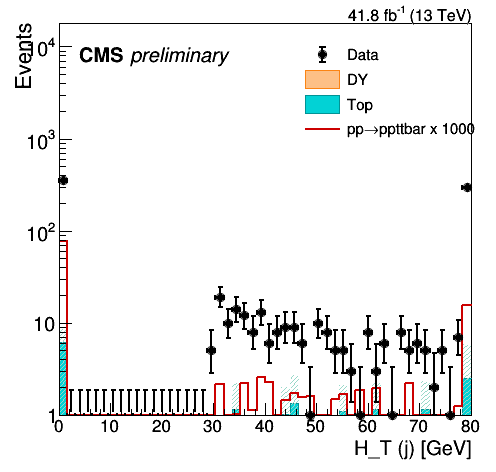 41.8 fb⁻¹ (13 TeV)
Events
CMS preliminary
Data
DY
Top
pp→ppttbar x 1000
10⁴
10³
10²
10
1
0 10 20 30 40 50 60 70 80
H_T (j) [GeV]